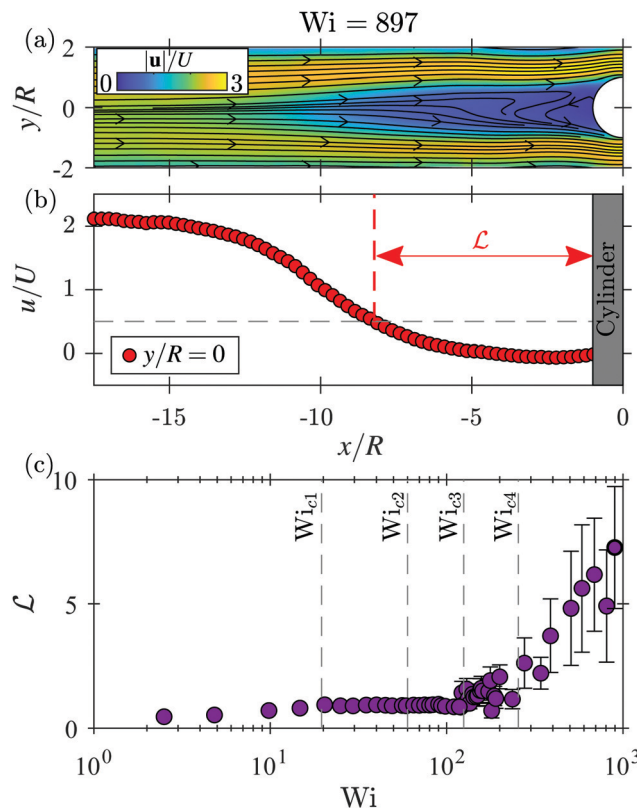 Wi = 897
(a)
|u|/U
0 3
2
0
-2
y/R
(b)
2
1
0
u/U
ℒ
Cylinder
y/R = 0
-15 -10 -5 0
x/R
(c)
10
5
0
ℒ
Wi_c1
Wi_c2
Wi_c3
Wi_c4
10^0 10^1 10^2 10^3
Wi